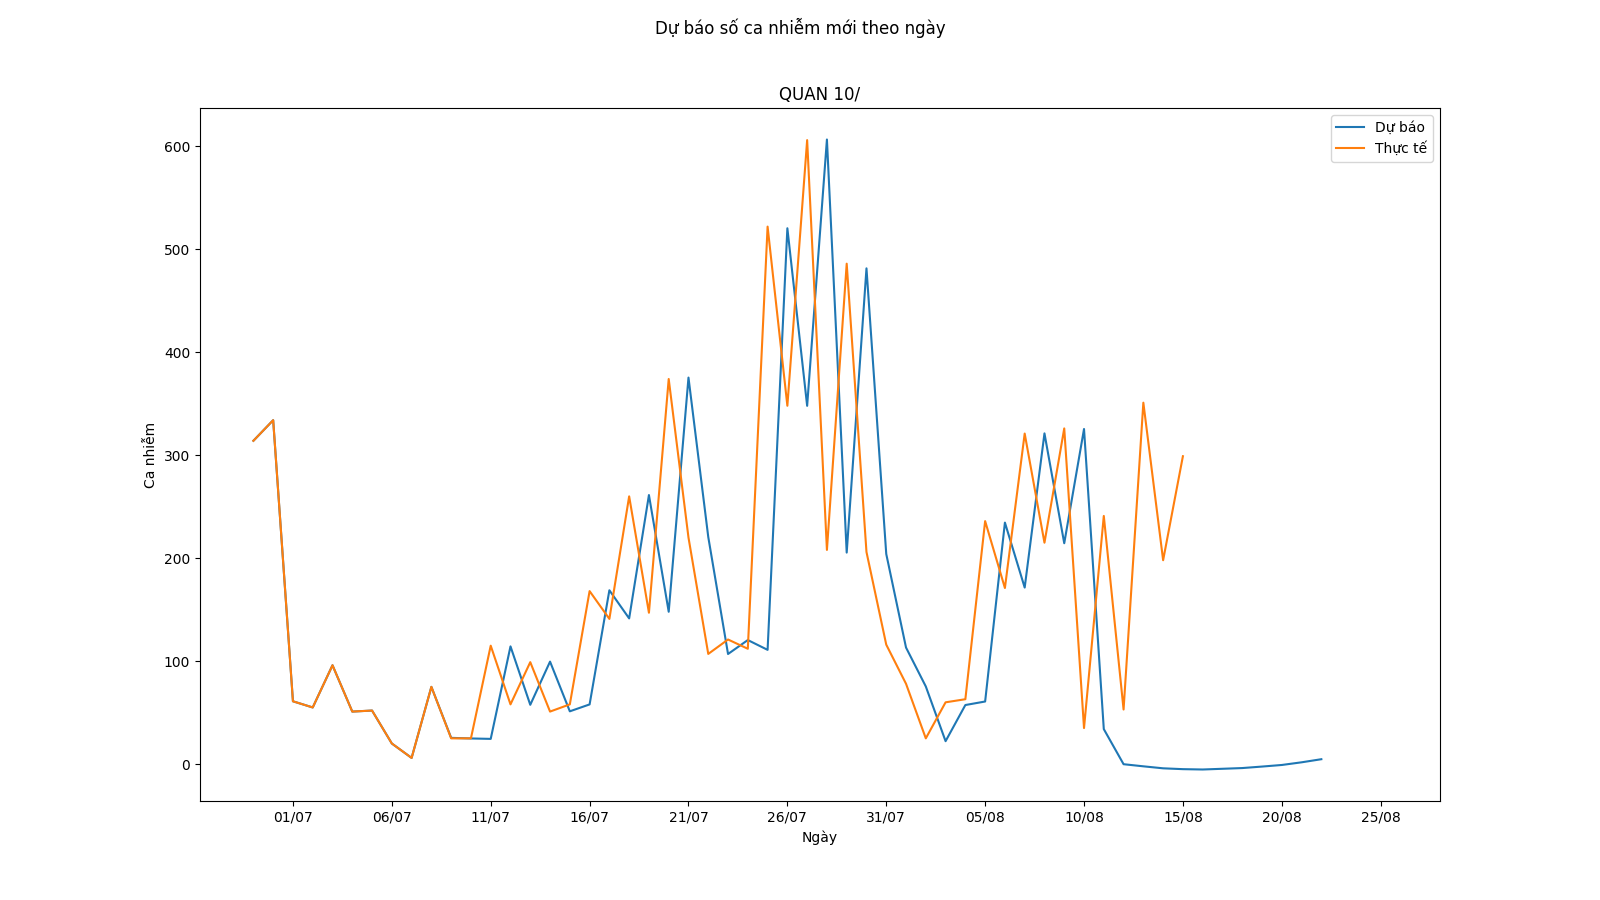 Dự báo số ca nhiễm mới theo ngày
QUAN 10/
Dự báo
Thực tế
Ca nhiễm
600
500
400
300
200
100
0
01/07 06/07 11/07 16/07 21/07 26/07 31/07 05/08 10/08 15/08 20/08 25/08
Ngày